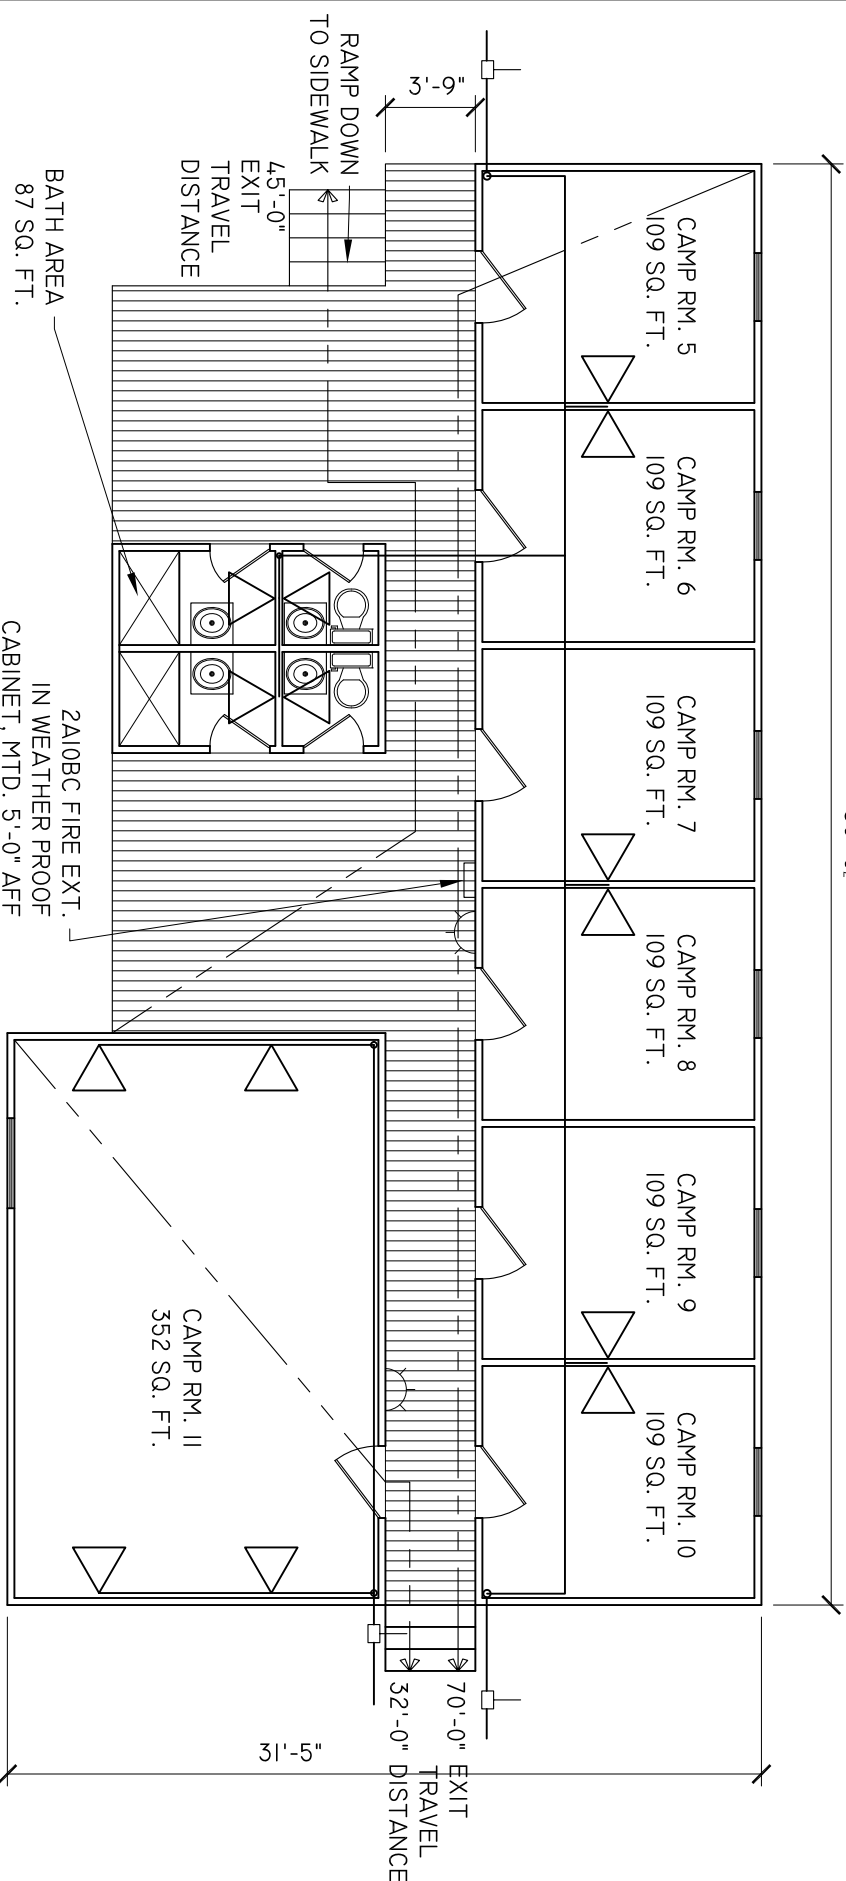 RAMP DOWN
TO SIDEWALK
3'-9"
45'-0"
EXIT
TRAVEL
DISTANCE
BATH AREA
87 SQ. FT.
CAMP RM. 5
109 SQ. FT.
CAMP RM. 6
109 SQ. FT.
CAMP RM. 7
109 SQ. FT.
CAMP RM. 8
109 SQ. FT.
CAMP RM. 9
109 SQ. FT.
CAMP RM. 10
109 SQ. FT.
2A10BC FIRE EXT.
IN WEATHER PROOF
CABINET, MTD. 5'-0" AFF
CAMP RM. 11
352 SQ. FT.
70'-0" EXIT
TRAVEL
32'-0" DISTANCE
31'-5"